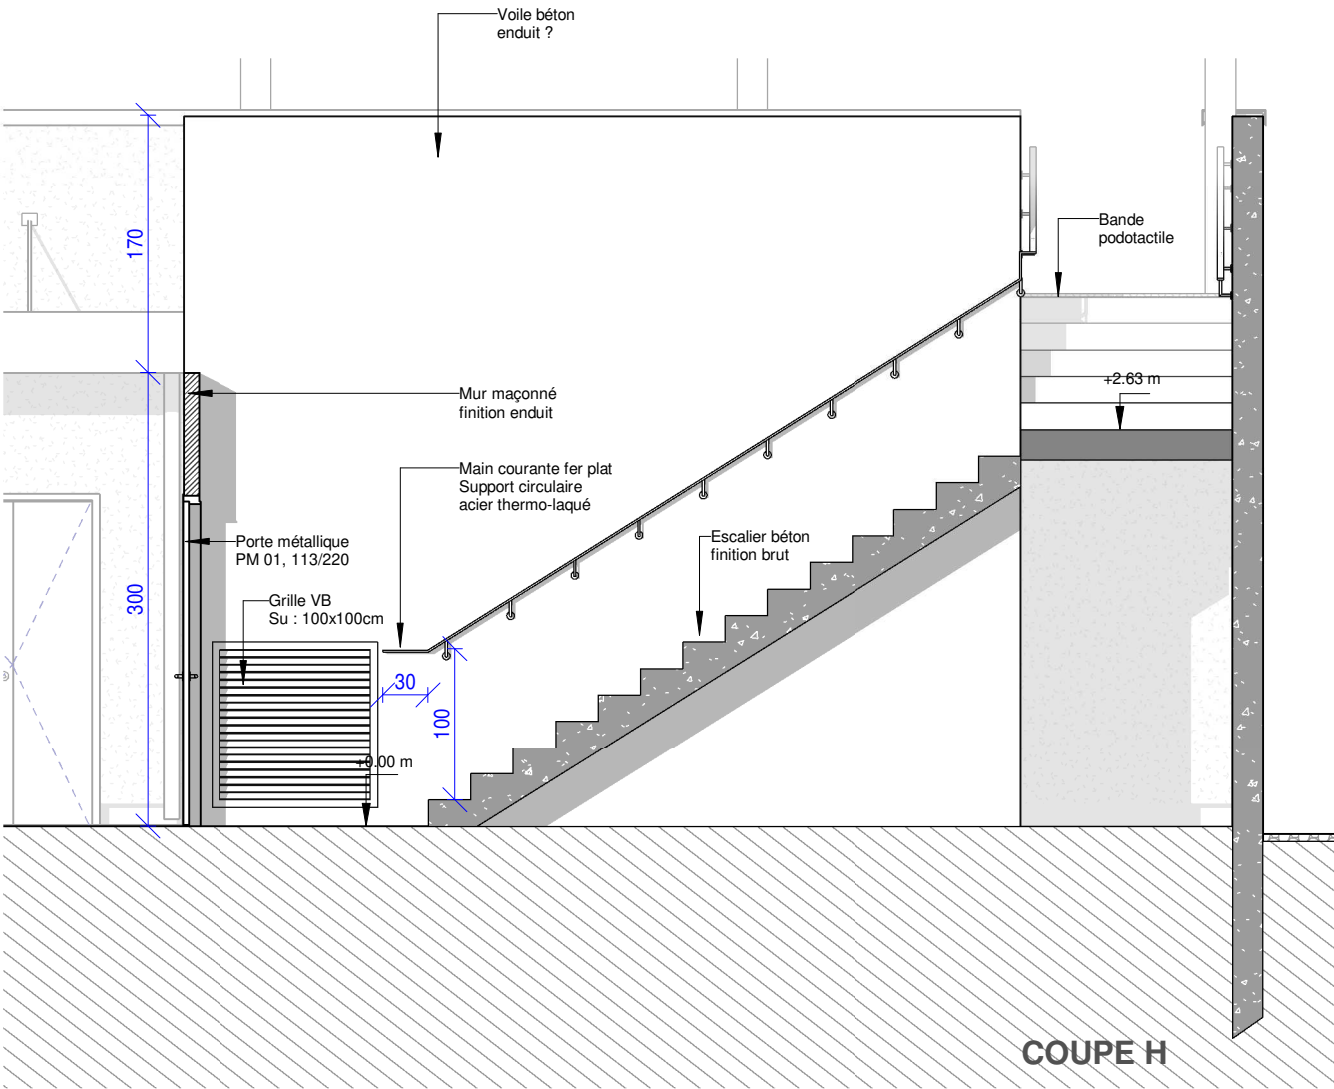 Voile béton
enduit ?
170
Bande
podotactile
+2.63 m
Mur maçonné
finition enduit
Main courante fer plat
Support circulaire
acier thermo-laqué
Escalier béton
finition brut
Porte métallique
PM 01, 113/220
300
Grille VB
Su : 100x100cm
30
100
+0.00 m
COUPE H